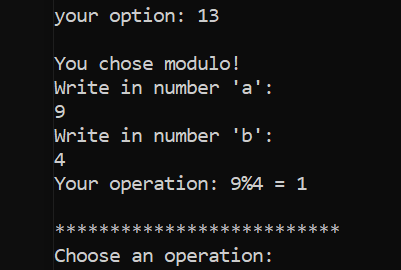 your option: 13
You chose modulo!
Write in number 'a':
9
Write in number 'b':
4
Your operation: 9%4 = 1
**************************
Choose an operation: